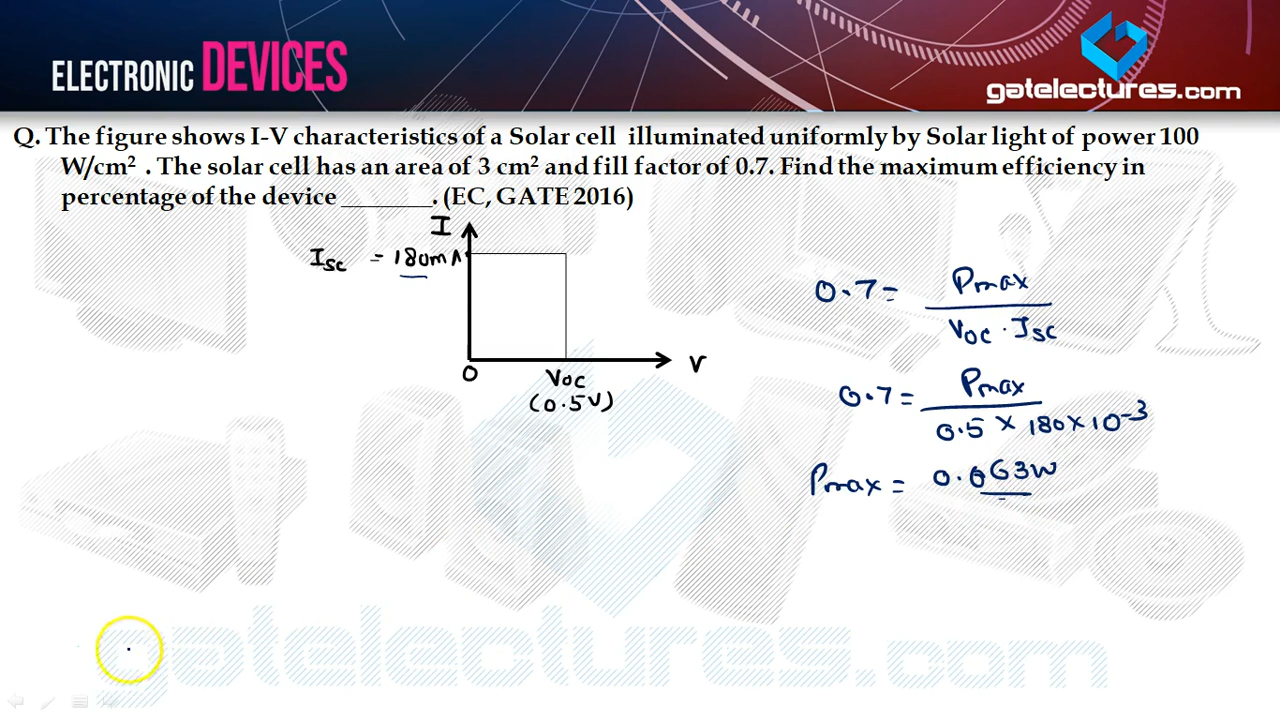 ELECTRONIC DEVICES
gatelectures.com
Q. The figure shows I-V characteristics of a Solar cell illuminated uniformly by Solar light of power 100
W/cm² . The solar cell has an area of 3 cm² and fill factor of 0.7. Find the maximum efficiency in
percentage of the device _______. (EC, GATE 2016)
I
Isc = 180mA
0
Voc
(0.5V)
V
0.7 = Pmax
Voc . Isc
0.7 = Pmax
0.5 × 180 × 10⁻³
Pmax = 0.063W
gatelectures.com